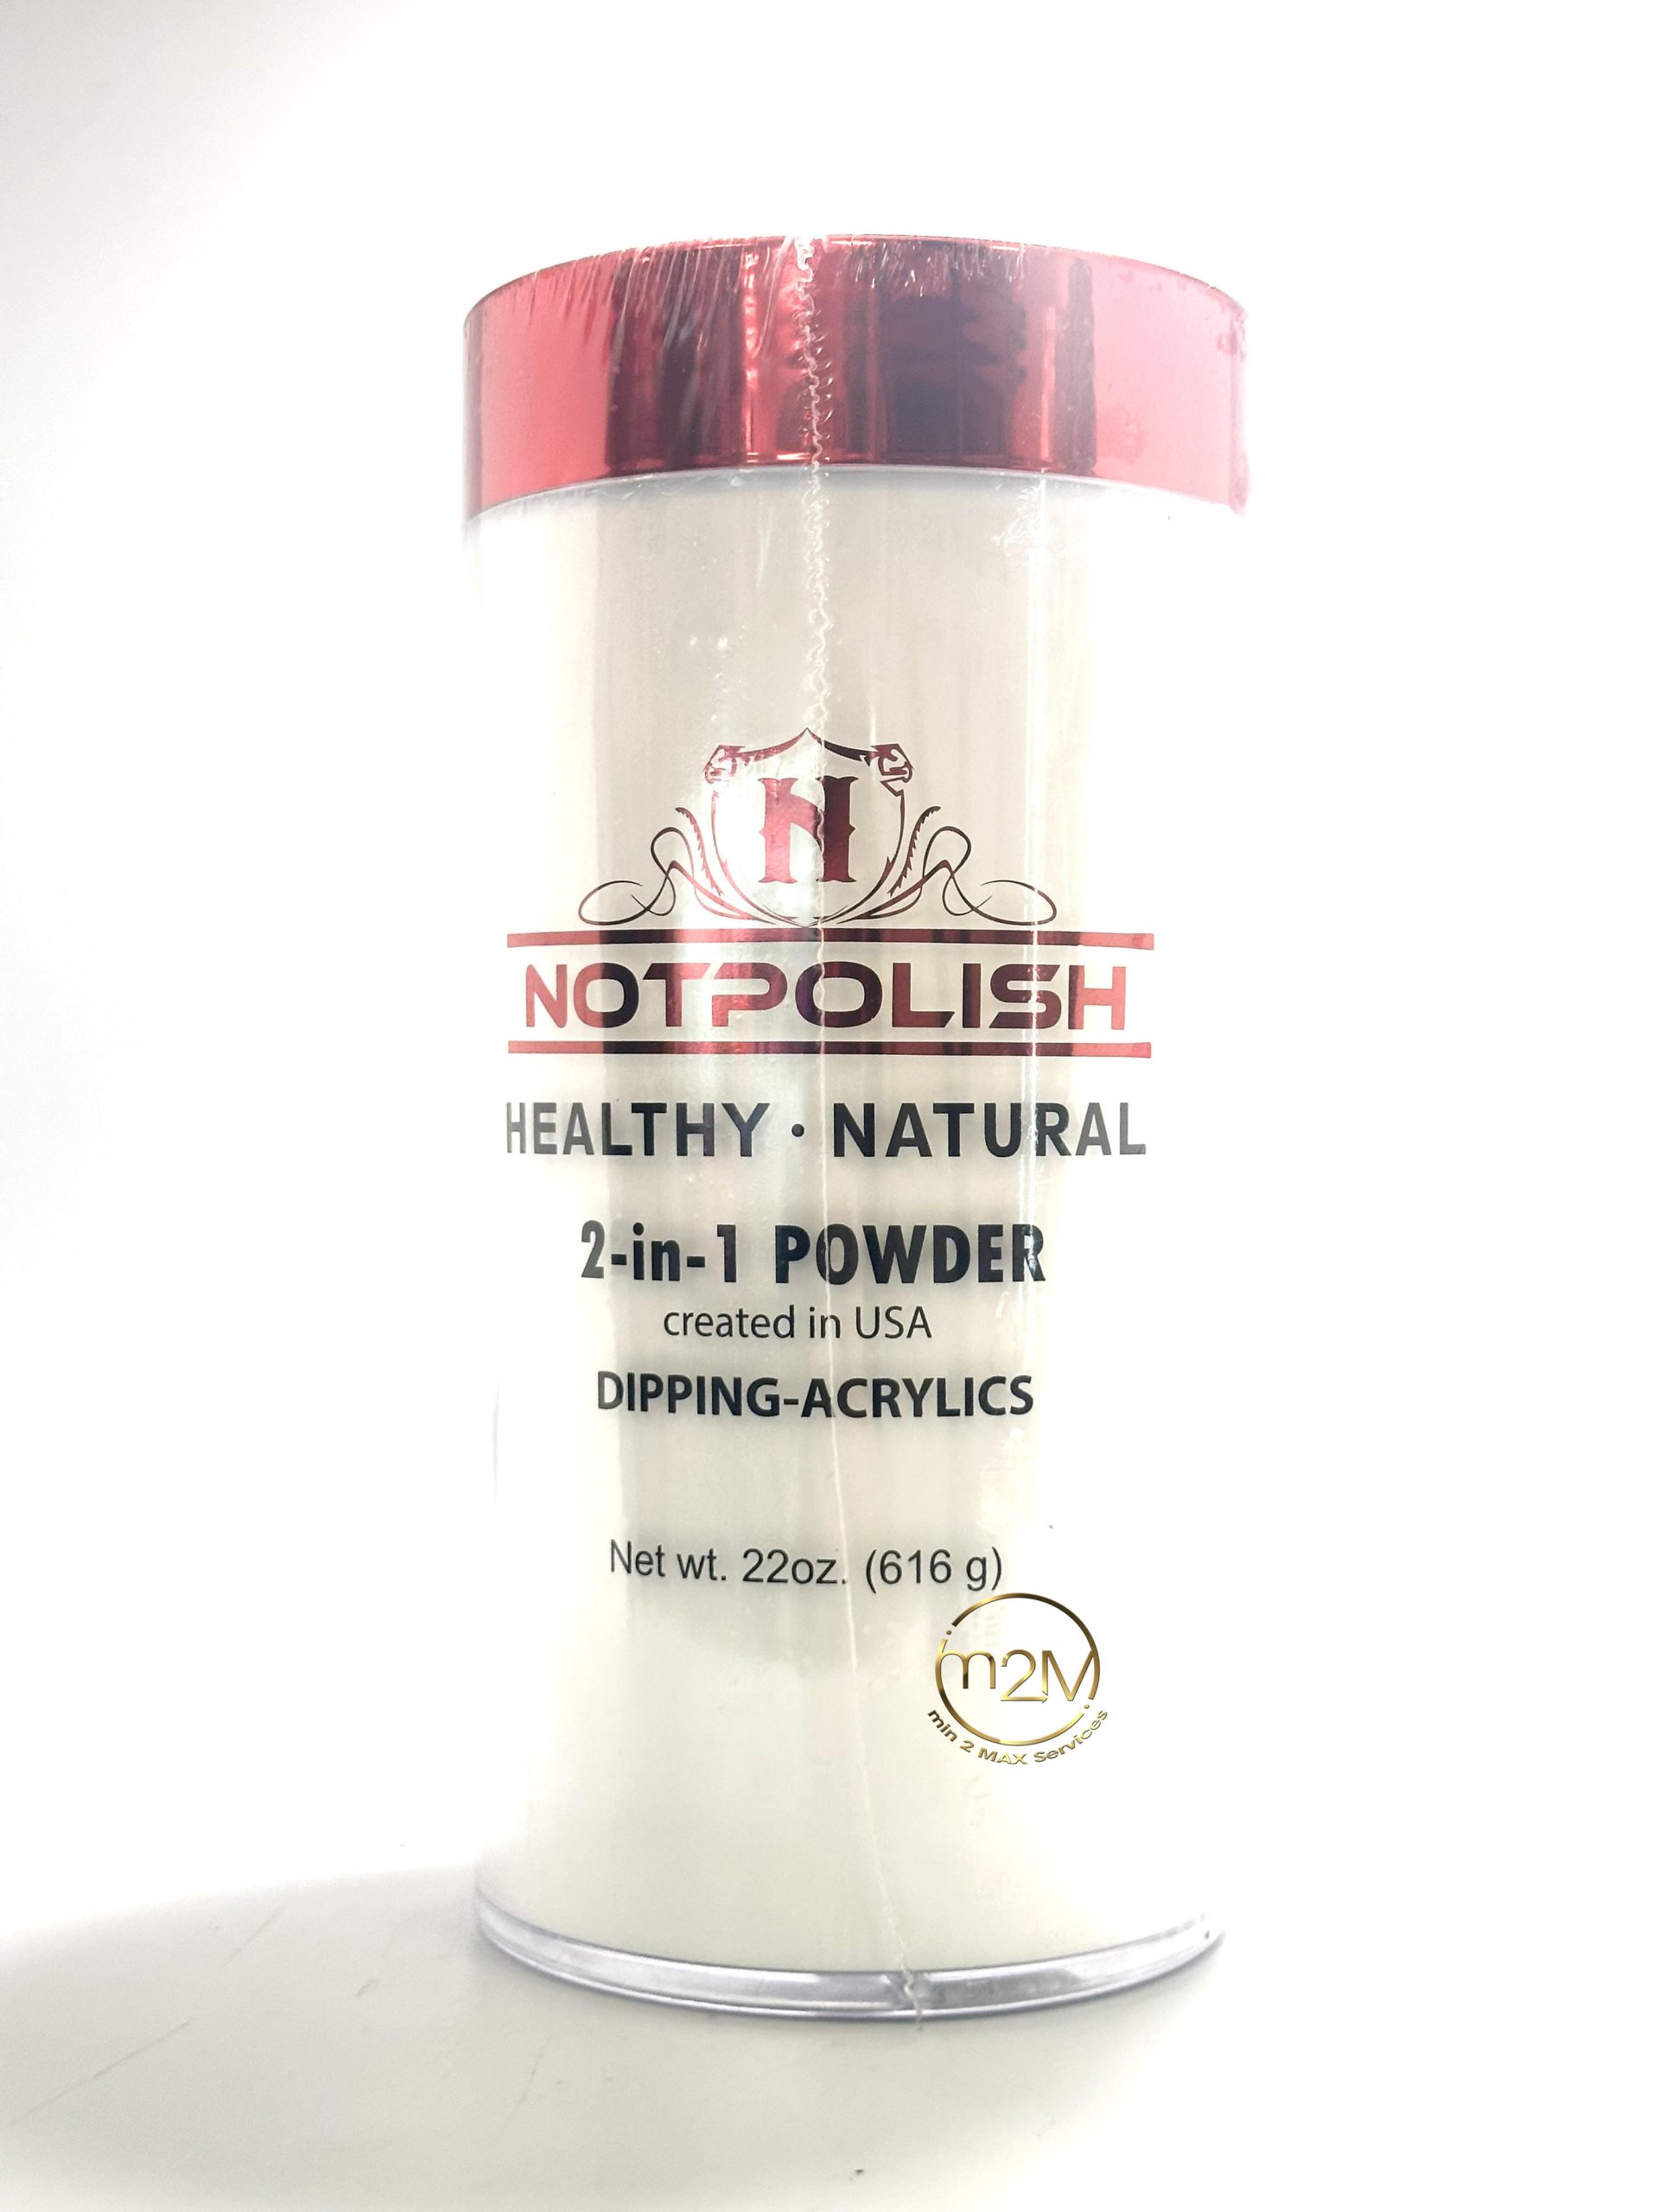 N
NOTPOLISH
HEALTHY · NATURAL
2-in-1 POWDER
created in USA
DIPPING-ACRYLICS
Net wt. 22oz. (616 g)
m2M
min 2 MAX Services